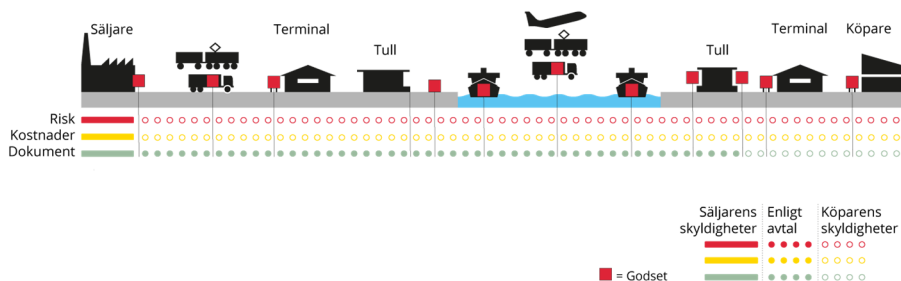 Säljare
Terminal
Tull
Tull
Terminal
Köpare
Risk
Kostnader
Dokument
Säljarens
skyldigheter
Enligt
avtal
Köparens
skyldigheter
= Godset